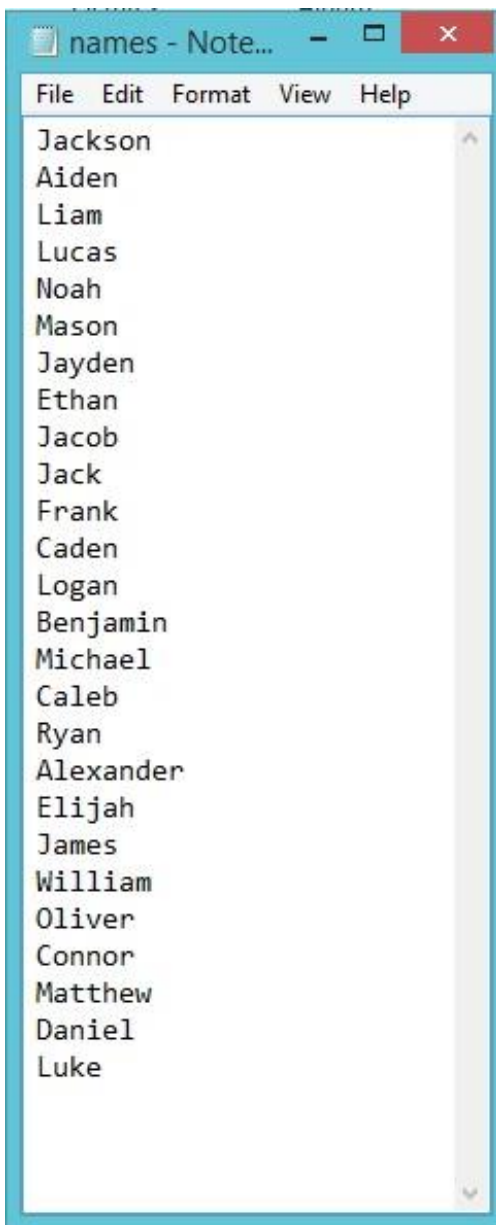 names - Note...
File Edit Format View Help
Jackson
Aiden
Liam
Lucas
Noah
Mason
Jayden
Ethan
Jacob
Jack
Frank
Caden
Logan
Benjamin
Michael
Caleb
Ryan
Alexander
Elijah
James
William
Oliver
Connor
Matthew
Daniel
Luke